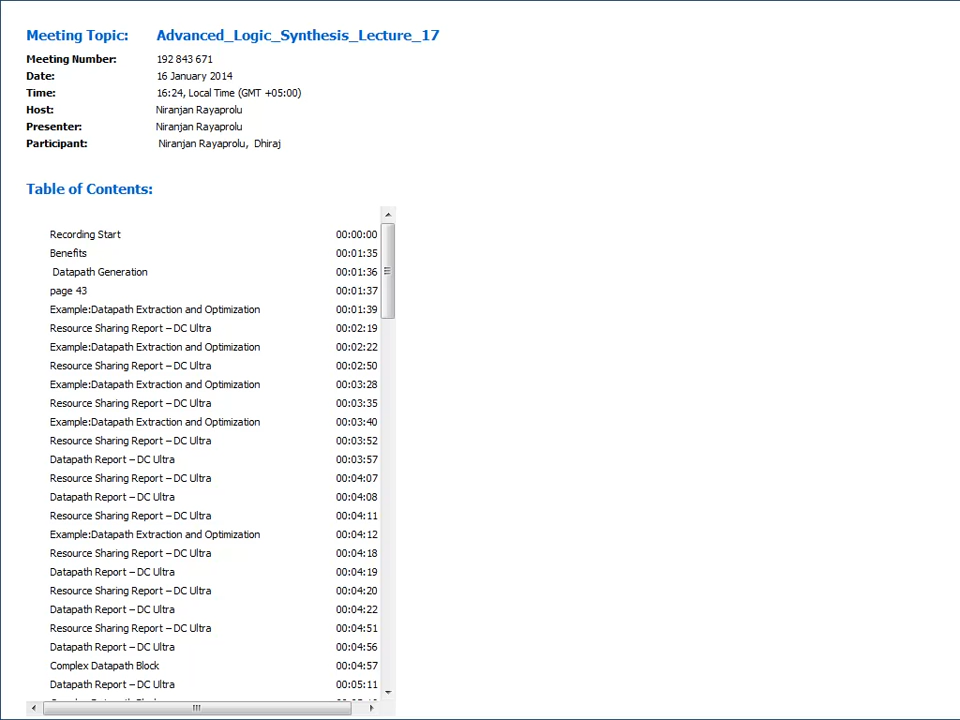 Meeting Topic: Advanced_Logic_Synthesis_Lecture_17
Meeting Number: 192 843 671
Date: 16 January 2014
Time: 16:24, Local Time (GMT +05:00)
Host: Niranjan Rayaprolu
Presenter: Niranjan Rayaprolu
Participant: Niranjan Rayaprolu, Dhiraj
Table of Contents:
Recording Start 00:00:00
Benefits 00:01:35
Datapath Generation 00:01:36
page 43 00:01:37
Example:Datapath Extraction and Optimization 00:01:39
Resource Sharing Report – DC Ultra 00:02:19
Example:Datapath Extraction and Optimization 00:02:22
Resource Sharing Report – DC Ultra 00:02:50
Example:Datapath Extraction and Optimization 00:03:28
Resource Sharing Report – DC Ultra 00:03:35
Example:Datapath Extraction and Optimization 00:03:40
Resource Sharing Report – DC Ultra 00:03:52
Datapath Report – DC Ultra 00:03:57
Resource Sharing Report – DC Ultra 00:04:07
Datapath Report – DC Ultra 00:04:08
Resource Sharing Report – DC Ultra 00:04:11
Example:Datapath Extraction and Optimization 00:04:12
Resource Sharing Report – DC Ultra 00:04:18
Datapath Report – DC Ultra 00:04:19
Resource Sharing Report – DC Ultra 00:04:20
Datapath Report – DC Ultra 00:04:22
Resource Sharing Report – DC Ultra 00:04:51
Datapath Report – DC Ultra 00:04:56
Complex Datapath Block 00:04:57
Datapath Report – DC Ultra 00:05:11